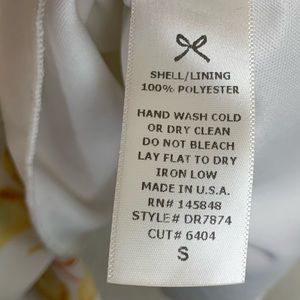 SHELL/LINING
100% POLYESTER
HAND WASH COLD
OR DRY CLEAN
DO NOT BLEACH
LAY FLAT TO DRY
IRON LOW
MADE IN U.S.A.
RN# 145848
STYLE# DR7874
CUT# 6404
S